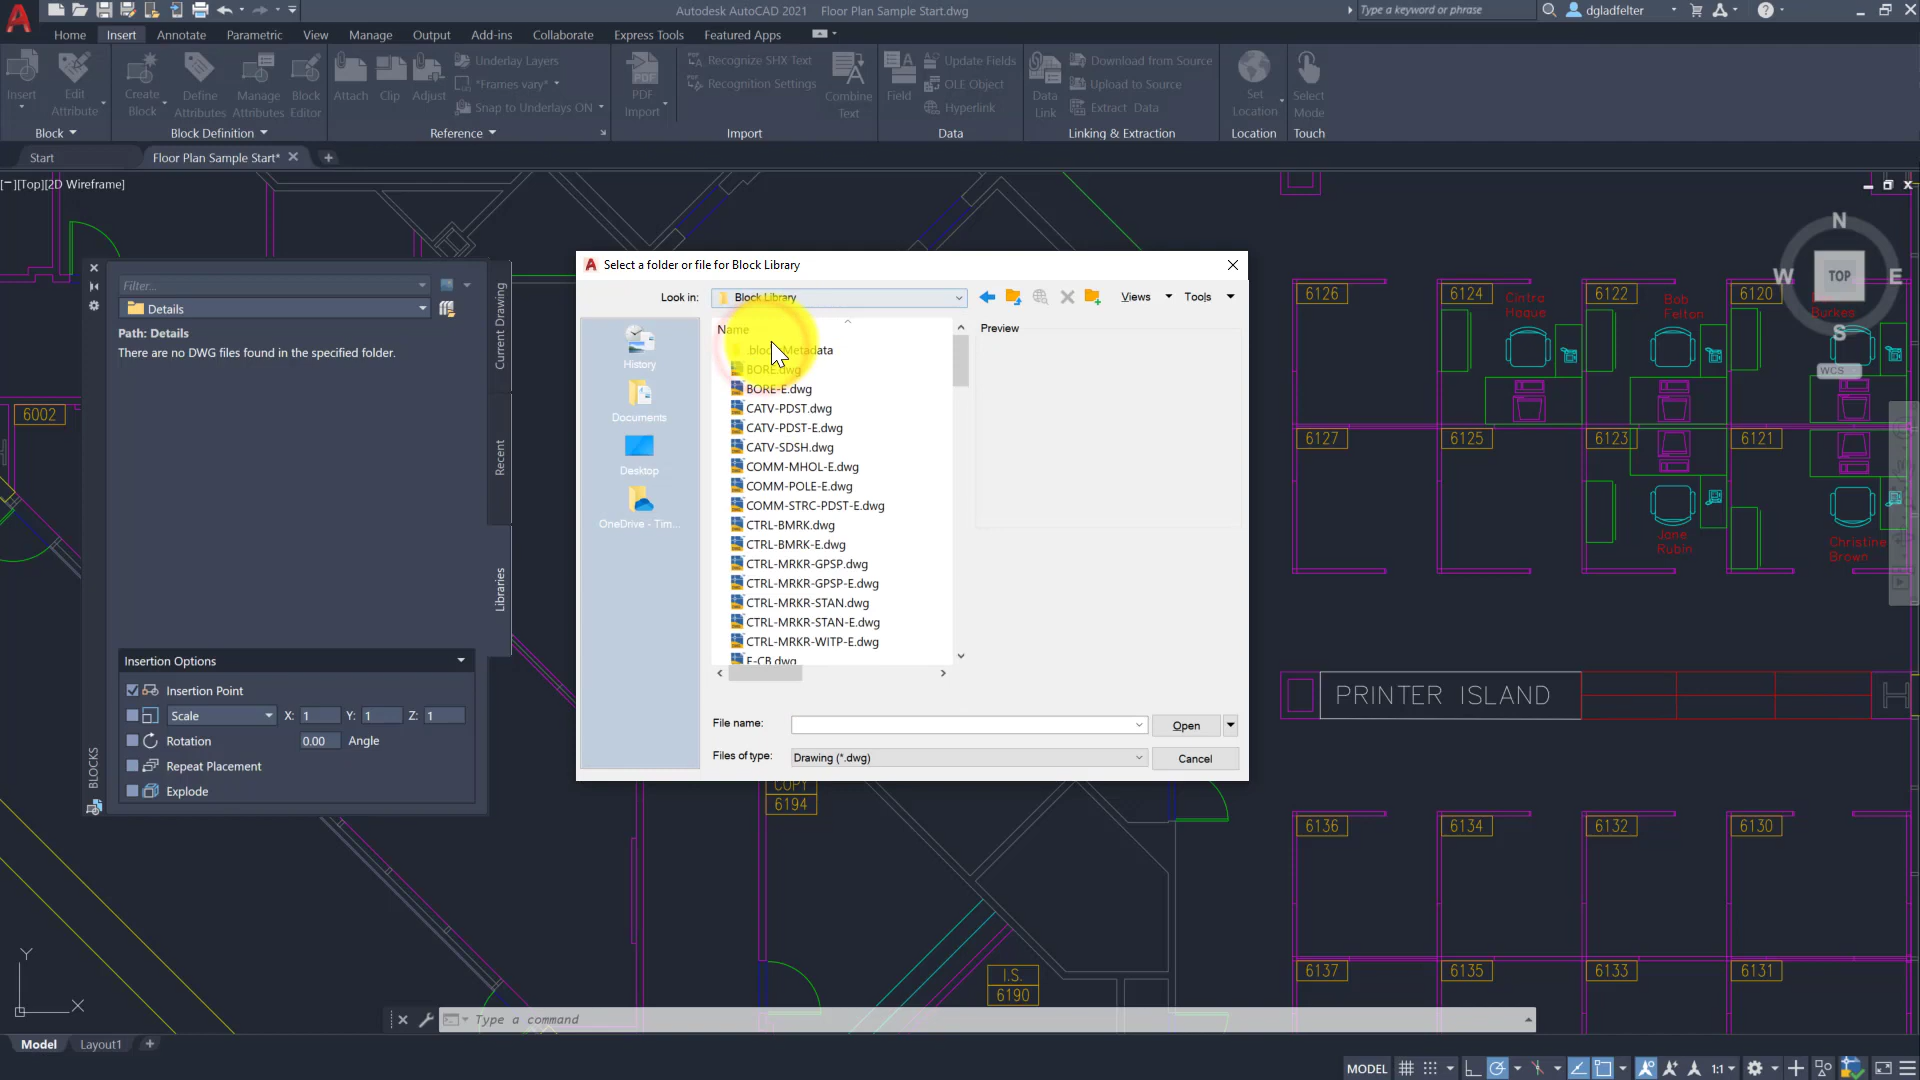 Autodesk AutoCAD 2021 Floor Plan Sample Start.dwg
Type a keyword or phrase
dgladfelter
Home Insert Annotate Parametric View Manage Output Add-ins Collaborate Express Tools Featured Apps
Insert
Edit
Attribute
Create
Block
Define
Attributes
Manage
Attributes
Block
Editor
Attach
Clip
Adjust
Underlay Layers
*Frames vary*
Snap to Underlays ON
PDF
Import
Recognize SHX Text
Recognition Settings
Combine
Text
Field
Update Fields
OLE Object
Hyperlink
Data
Link
Download from Source
Upload to Source
Extract Data
Set
Location
Select
Mode
Block
Block Definition
Reference
Import
Data
Linking & Extraction
Location
Touch
Start
Floor Plan Sample Start*
[−][Top][2D Wireframe]
Filter...
Details
Path: Details
There are no DWG files found in the specified folder.
Current Drawing
Recent
Libraries
Insertion Options
Insertion Point
Scale X: 1 Y: 1 Z: 1
Rotation 0.00 Angle
Repeat Placement
Explode
BLOCKS
Select a folder or file for Block Library
Look in: Block Library Views Tools
History
Documents
Desktop
OneDrive - Tim...
Name
BORE.dwg
BORE-E.dwg
CATV-PDST.dwg
CATV-PDST-E.dwg
CATV-SDSH.dwg
COMM-MHOL-E.dwg
COMM-POLE-E.dwg
COMM-STRC-PDST-E.dwg
CTRL-BMRK.dwg
CTRL-BMRK-E.dwg
CTRL-MRKR-GPSP.dwg
CTRL-MRKR-GPSP-E.dwg
CTRL-MRKR-STAN.dwg
CTRL-MRKR-STAN-E.dwg
CTRL-MRKR-WITP-E.dwg
E-CB.dwg
Preview
File name: Open
Files of type: Drawing (*.dwg) Cancel
6002
6126
6124
Cintra
Haque
6122
Bob
Felton
6120
6127
6125
6123
6121
Jane
Rubin
Christine
Brown
N
W TOP E
S
WCS
PRINTER ISLAND
COPY
6194
I.S.
6190
6136
6134
6132
6130
6137
6135
6133
6131
Y
X
Type a command
Model Layout1
MODEL 1:1